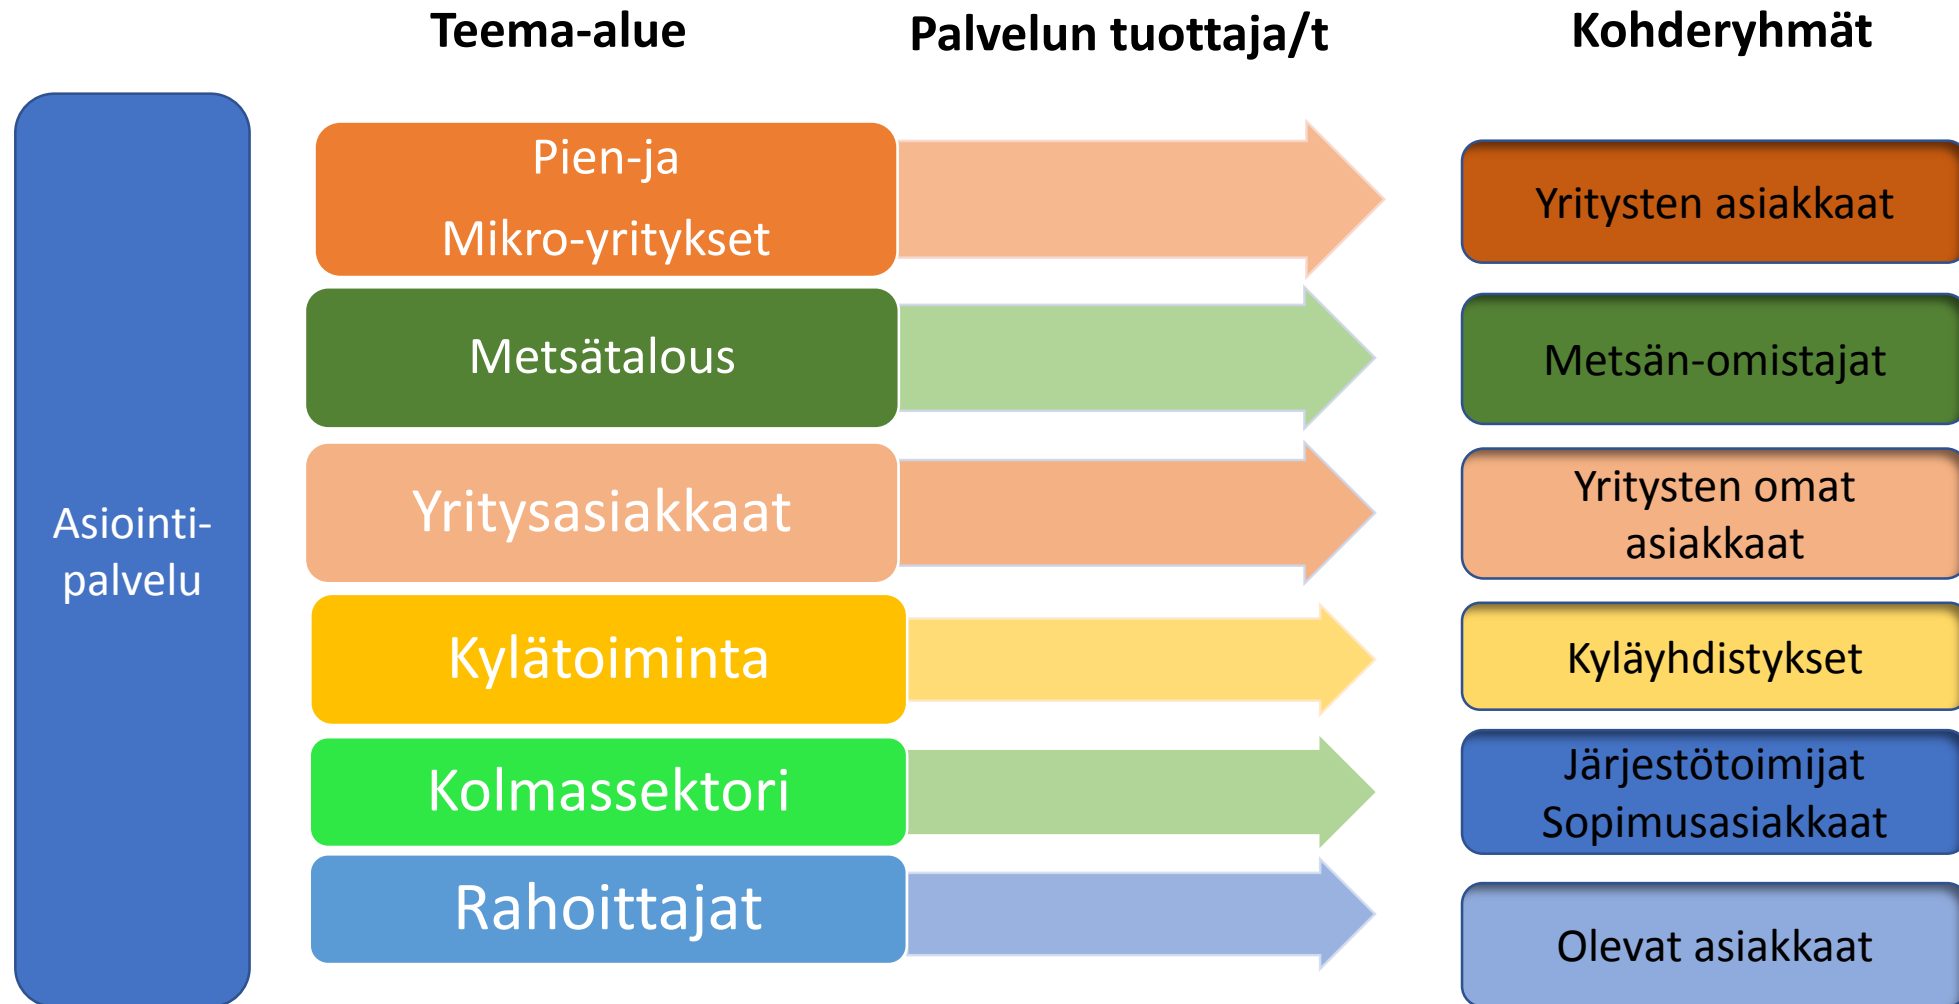 Teema-alue
Palvelun tuottaja/t
Kohderyhmät
Asiointi-
palvelu
Pien-ja
Mikro-yritykset
Yritysten asiakkaat
Metsätalous
Metsän-omistajat
Yritysasiakkaat
Yritysten omat
asiakkaat
Kylätoiminta
Kyläyhdistykset
Kolmassektori
Järjestötoimijat
Sopimusasiakkaat
Rahoittajat
Olevat asiakkaat